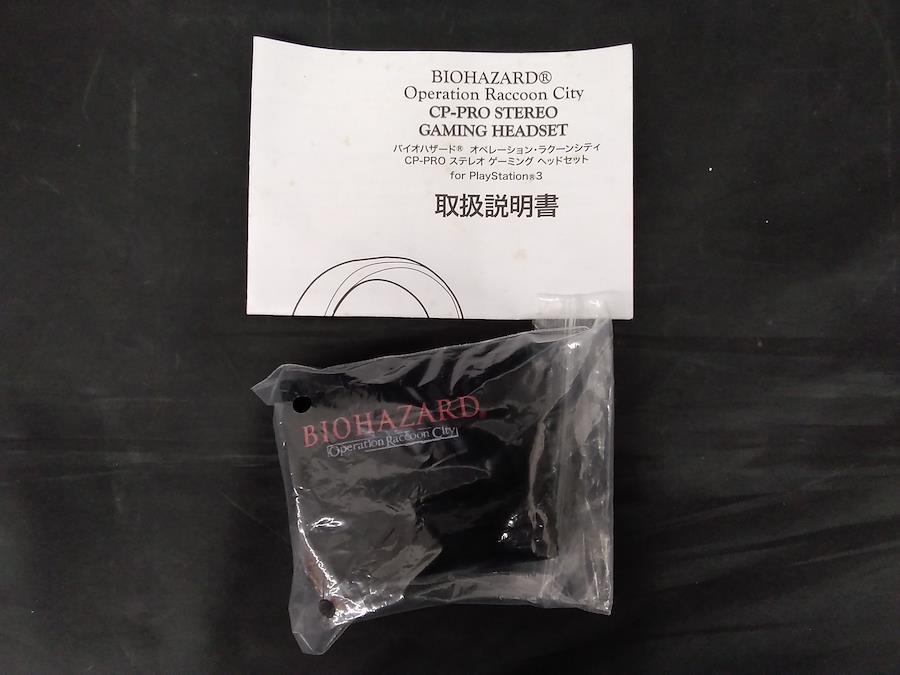 BIOHAZARD®
Operation Raccoon City
CP-PRO STEREO
GAMING HEADSET
バイオハザード® オペレーション・ラクーンシティ
CP-PRO ステレオ ゲーミング ヘッドセット
for PlayStation®3
取扱説明書
BIOHAZARD®
Operation Raccoon City